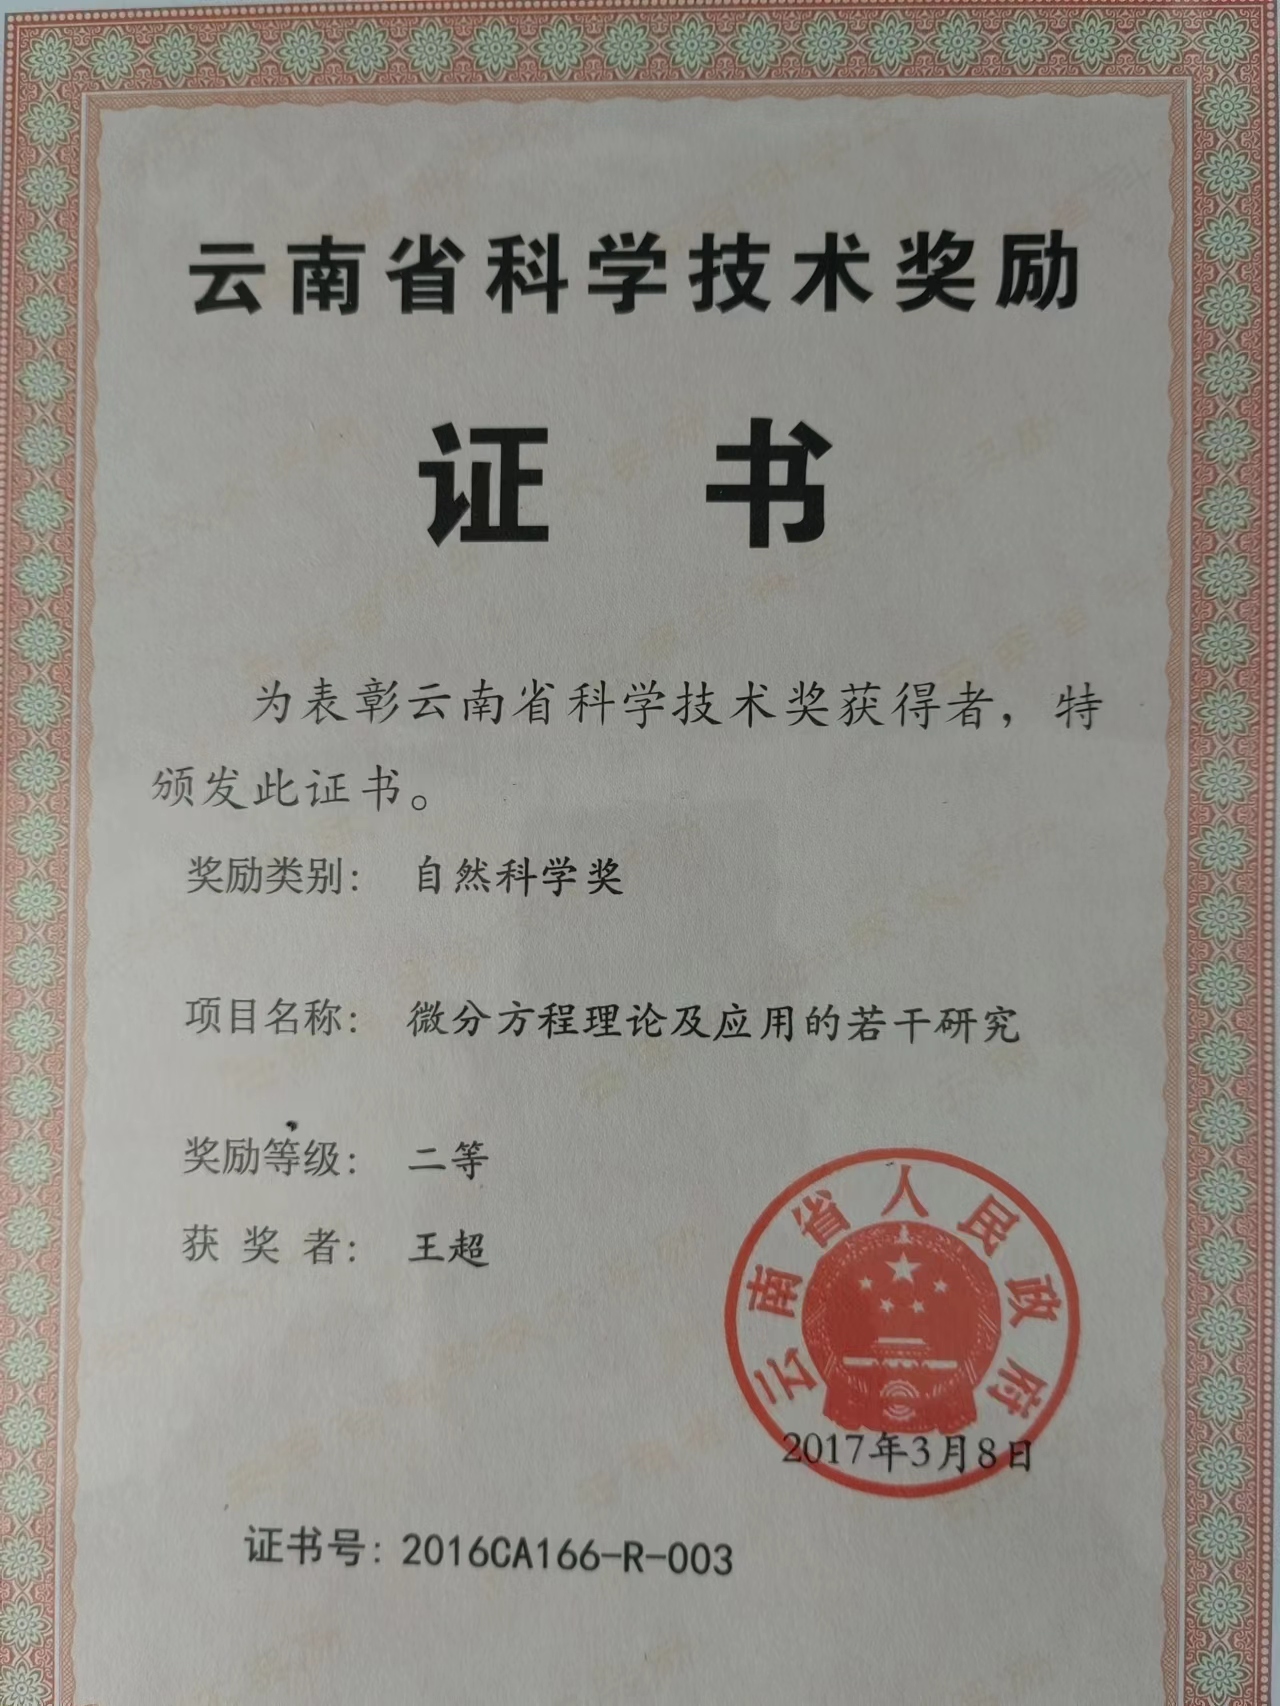 云南省科学技术奖励
证书
为表彰云南省科学技术奖获得者，特
颁发此证书。
奖励类别： 自然科学奖
项目名称： 微分方程理论及应用的若干研究
奖励等级： 二等
获奖者： 王超
云南省人民政府
2017年3月8日
证书号：2016CA166-R-003